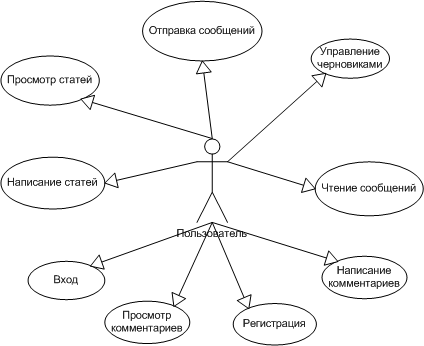 Отправка сообщений
Управление
черновиками
Просмотр статей
Написание статей
Чтение сообщений
Пользователь
Вход
Написание
комментариев
Просмотр
комментариев
Регистрация